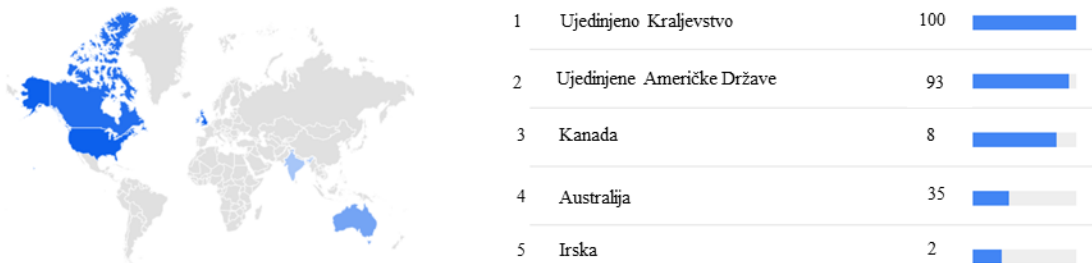 1 Ujedinjeno Kraljevstvo 100
2 Ujedinjene Američke Države 93
3 Kanada 8
4 Australija 35
5 Irska 2